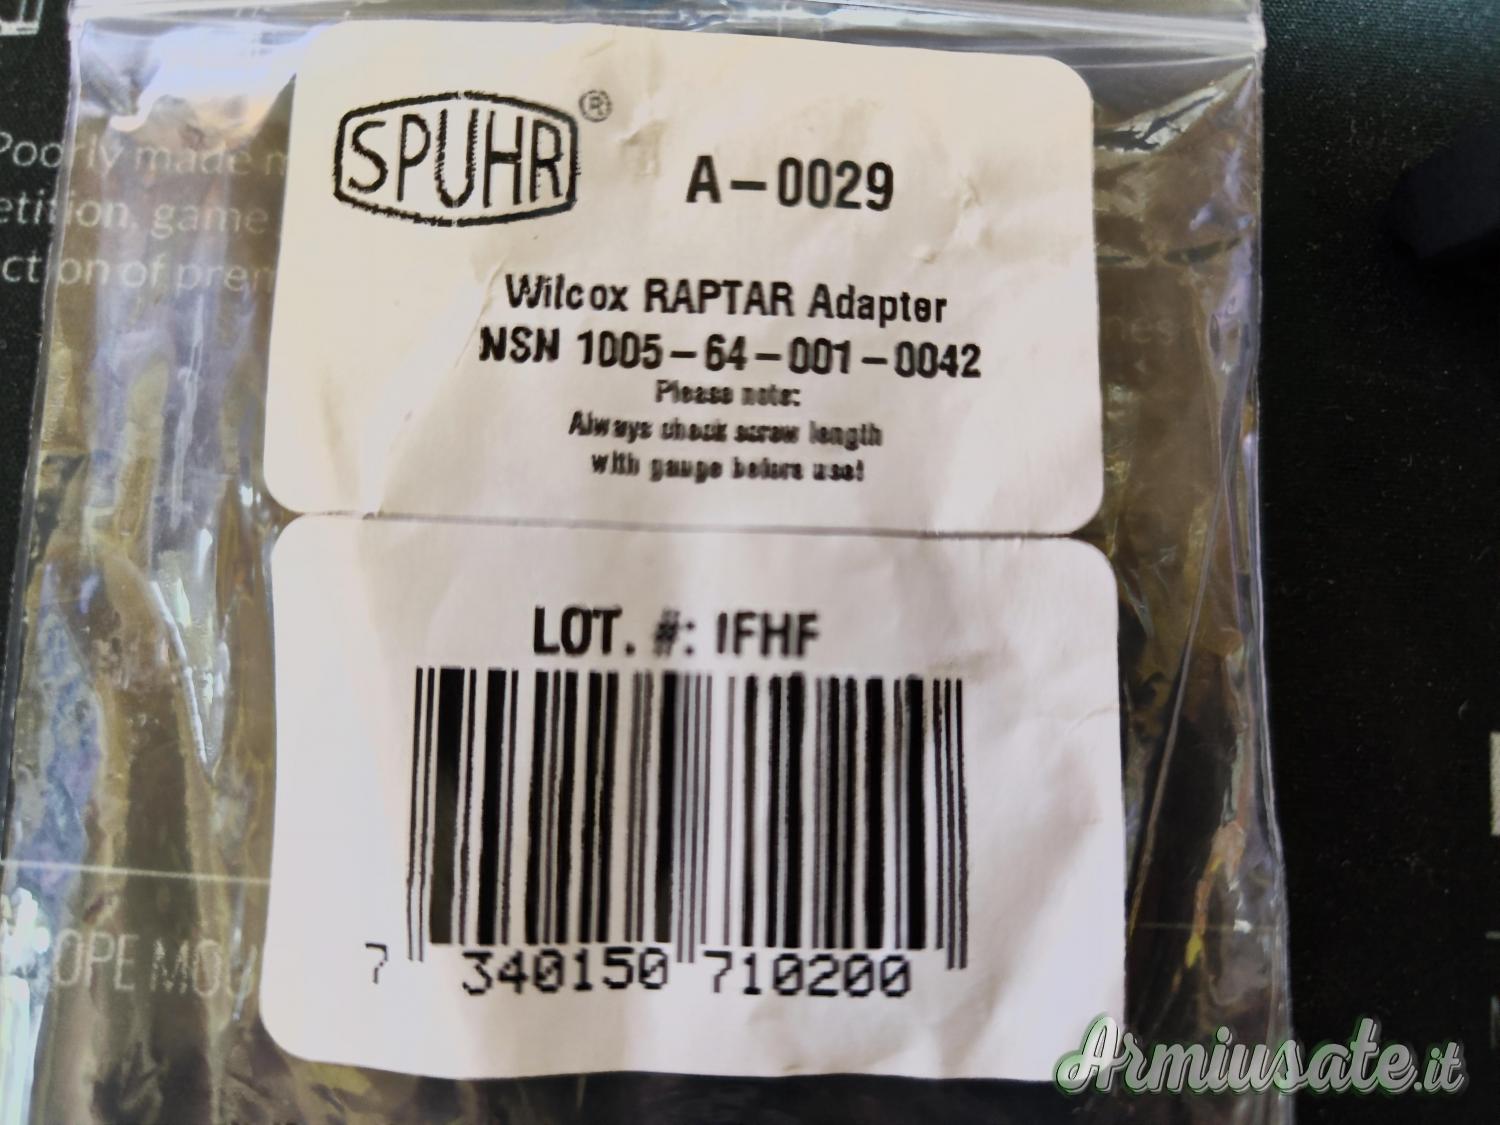 SPUHR®
A-0029
Wilcox RAPTAR Adapter
NSN 1005-64-001-0042
Please note:
Always check screw length
with gauge before use!
LOT. #: IFHF
7 340150 710200
Poorly made
game
ction of prem
OPE MOU
Armiusate.it